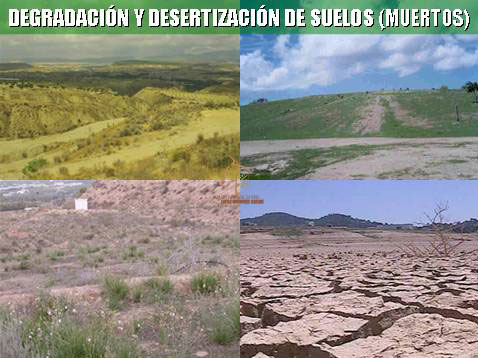 DEGRADACIÓN Y DESERTIZACIÓN DE SUELOS (MUERTOS)